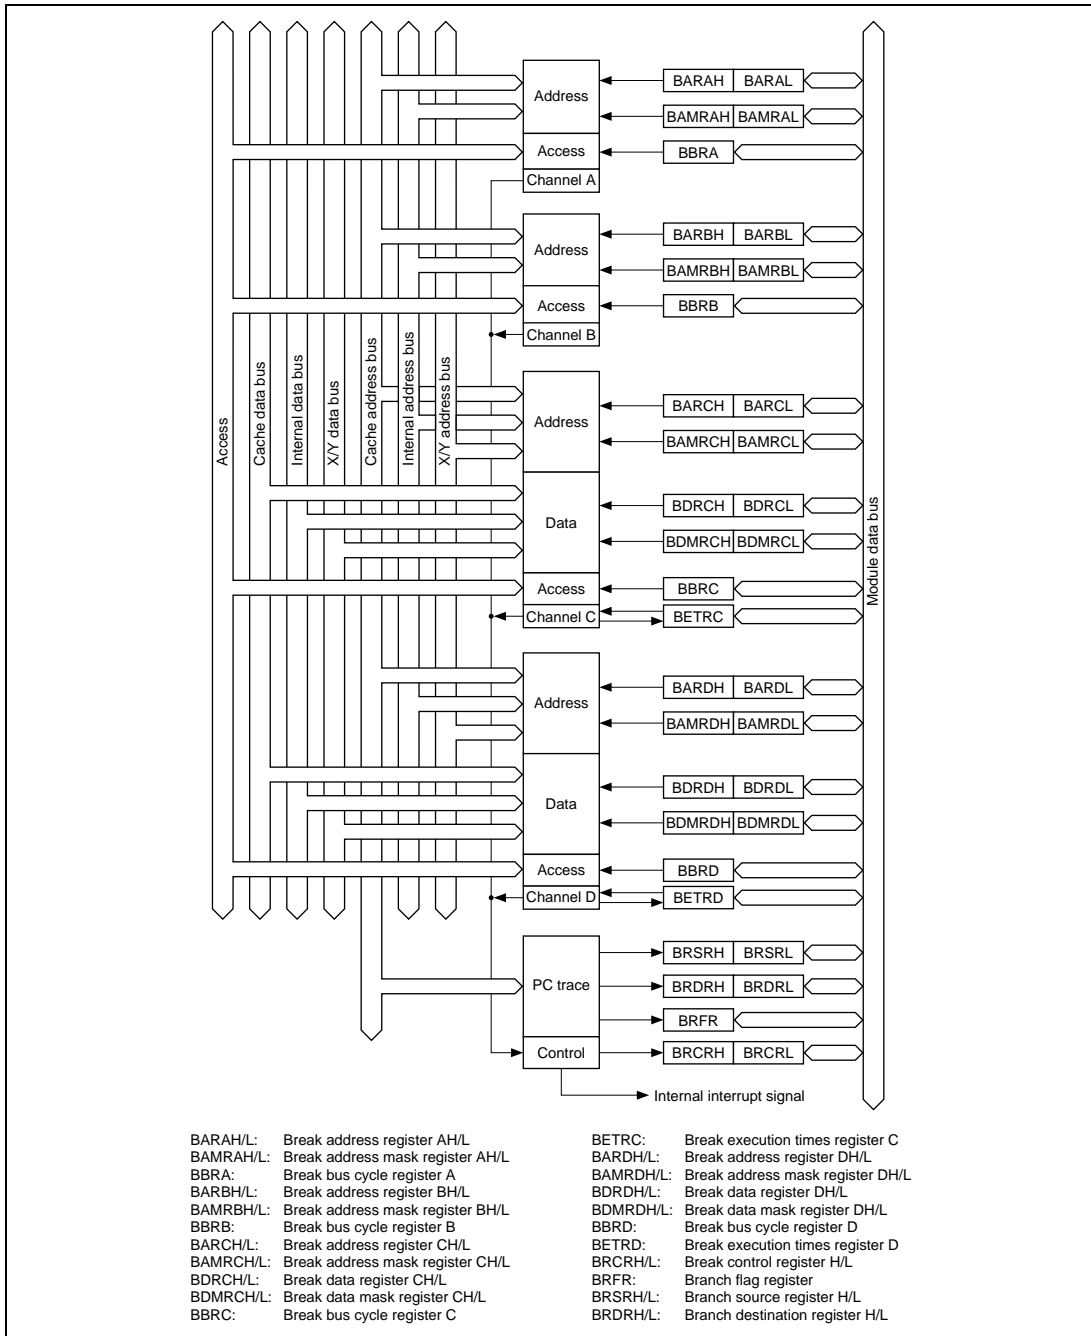 Address
BARAH BARAL
BAMRAH BAMRAL
Access
BBRA
Channel A
Address
BARBH BARBL
BAMRBH BAMRBL
Access
BBRB
Channel B
Access
Cache data bus
Internal data bus
X/Y data bus
Cache address bus
Internal address bus
X/Y address bus
Module data bus
Address
BARCH BARCL
BAMRCH BAMRCL
Data
BDRCH BDRCL
BDMRCH BDMRCL
Access
BBRC
Channel C
BETRC
Address
BARDH BARDL
BAMRDH BAMRDL
Data
BDRDH BDRDL
BDMRDH BDMRDL
Access
BBRD
Channel D
BETRD
PC trace
BRSRH BRSRL
BRDRH BRDRL
BRFR
Control
BRCRH BRCRL
Internal interrupt signal
BARAH/L: Break address register AH/L
BAMRAH/L: Break address mask register AH/L
BBRA: Break bus cycle register A
BARBH/L: Break address register BH/L
BAMRBH/L: Break address mask register BH/L
BBRB: Break bus cycle register B
BARCH/L: Break address register CH/L
BAMRCH/L: Break address mask register CH/L
BDRCH/L: Break data register CH/L
BDMRCH/L: Break data mask register CH/L
BBRC: Break bus cycle register C
BETRC: Break execution times register C
BARDH/L: Break address register DH/L
BAMRDH/L: Break address mask register DH/L
BDRDH/L: Break data register DH/L
BDMRDH/L: Break data mask register DH/L
BBRD: Break bus cycle register D
BETRD: Break execution times register D
BRCRH/L: Break control register H/L
BRFR: Branch flag register
BRSRH/L: Branch source register H/L
BRDRH/L: Branch destination register H/L